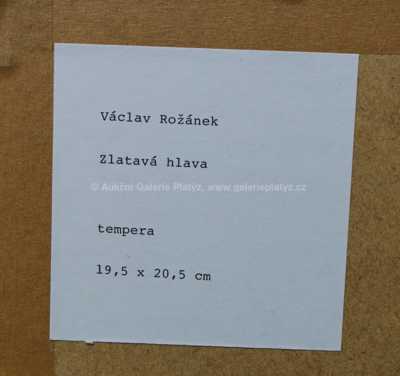 Václav Rožánek
Zlatavá hlava
© Aukční Galerie Platýz, www.galerieplatyz.cz
tempera
19,5 x 20,5 cm